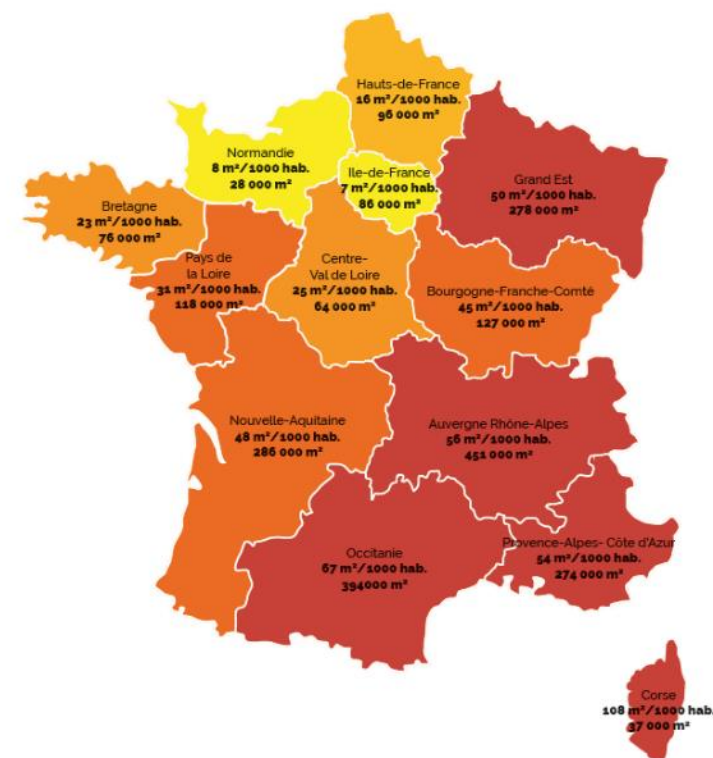 Hauts-de-France
16 m²/1000 hab.
96 000 m²
Normandie
8 m²/1000 hab.
28 000 m²
Ile-de-France
7 m²/1000 hab.
86 000 m²
Grand Est
50 m²/1000 hab.
278 000 m²
Bretagne
23 m²/1000 hab.
76 000 m²
Pays de
la Loire
31 m²/1000 hab.
118 000 m²
Centre-
Val de Loire
25 m²/1000 hab.
64 000 m²
Bourgogne-Franche-Comté
45 m²/1000 hab.
127 000 m²
Nouvelle-Aquitaine
48 m²/1000 hab.
286 000 m²
Auvergne Rhône-Alpes
56 m²/1000 hab.
451 000 m²
Occitanie
67 m²/1000 hab.
394000 m²
Provence-Alpes- Côte d'Azur
54 m²/1000 hab.
274 000 m²
Corse
108 m²/1000 hab.
37 000 m²